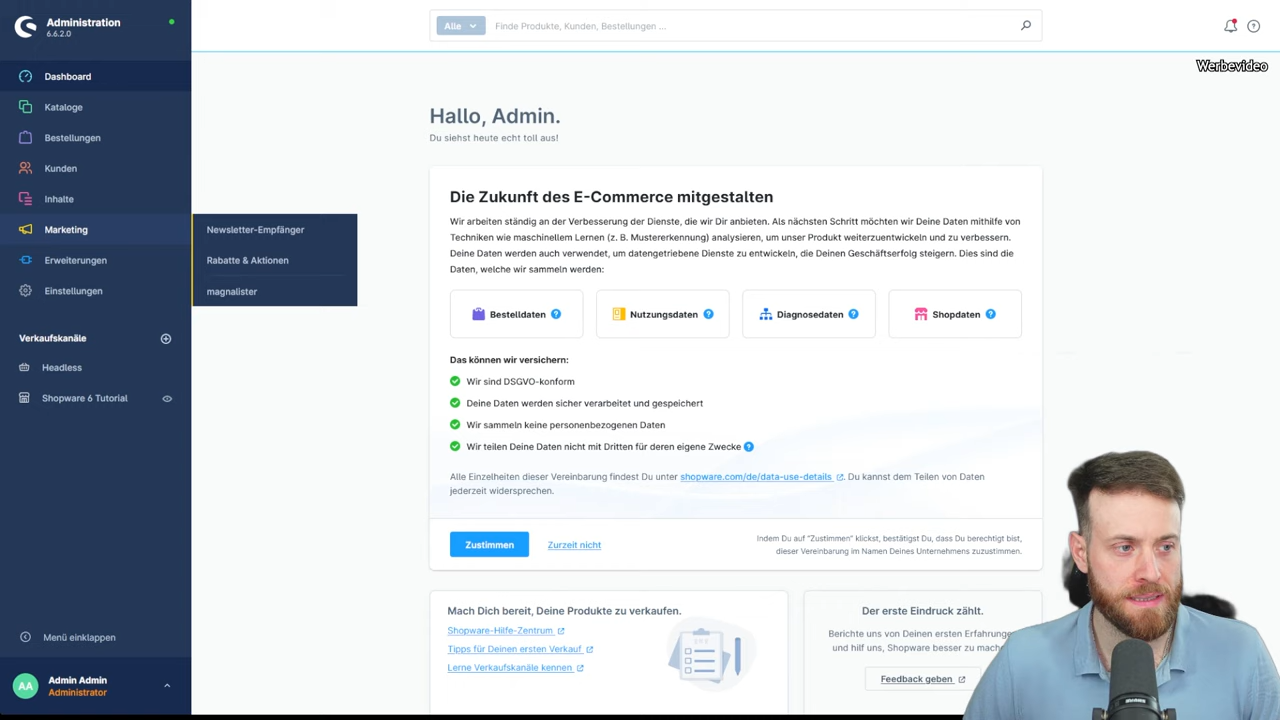 Administration
6.6.2.0
Alle
Finde Produkte, Kunden, Bestellungen ...
Werbevideo
Dashboard
Kataloge
Bestellungen
Kunden
Inhalte
Marketing
Erweiterungen
Einstellungen
Newsletter-Empfänger
Rabatte & Aktionen
magnalister
Verkaufskanäle
Headless
Shopware 6 Tutorial
Menü einklappen
AA
Admin Admin
Administrator
Hallo, Admin.
Du siehst heute echt toll aus!
Die Zukunft des E-Commerce mitgestalten
Wir arbeiten ständig an der Verbesserung der Dienste, die wir Dir anbieten. Als nächsten Schritt möchten wir Deine Daten mithilfe von
Techniken wie maschinellem Lernen (z. B. Mustererkennung) analysieren, um unser Produkt weiterzuentwickeln und zu verbessern.
Deine Daten werden auch verwendet, um datengetriebene Dienste zu entwickeln, die Deinen Geschäftserfolg steigern. Dies sind die
Daten, welche wir sammeln werden:
Bestelldaten ?
Nutzungsdaten ?
Diagnosedaten ?
Shopdaten ?
Das können wir versichern:
Wir sind DSGVO-konform
Deine Daten werden sicher verarbeitet und gespeichert
Wir sammeln keine personenbezogenen Daten
Wir teilen Deine Daten nicht mit Dritten für deren eigene Zwecke ?
Alle Einzelheiten dieser Vereinbarung findest Du unter shopware.com/de/data-use-details . Du kannst dem Teilen von Daten
jederzeit widersprechen.
Zustimmen
Zurzeit nicht
Indem Du auf "Zustimmen" klickst, bestätigst Du, dass Du berechtigt bist,
dieser Vereinbarung im Namen Deines Unternehmens zuzustimmen.
Mach Dich bereit, Deine Produkte zu verkaufen.
Shopware-Hilfe-Zentrum
Tipps für Deinen ersten Verkauf
Lerne Verkaufskanäle kennen
Der erste Eindruck zählt.
Berichte uns von Deinen ersten Erfahrungen
und hilf uns, Shopware besser zu mache
Feedback geben